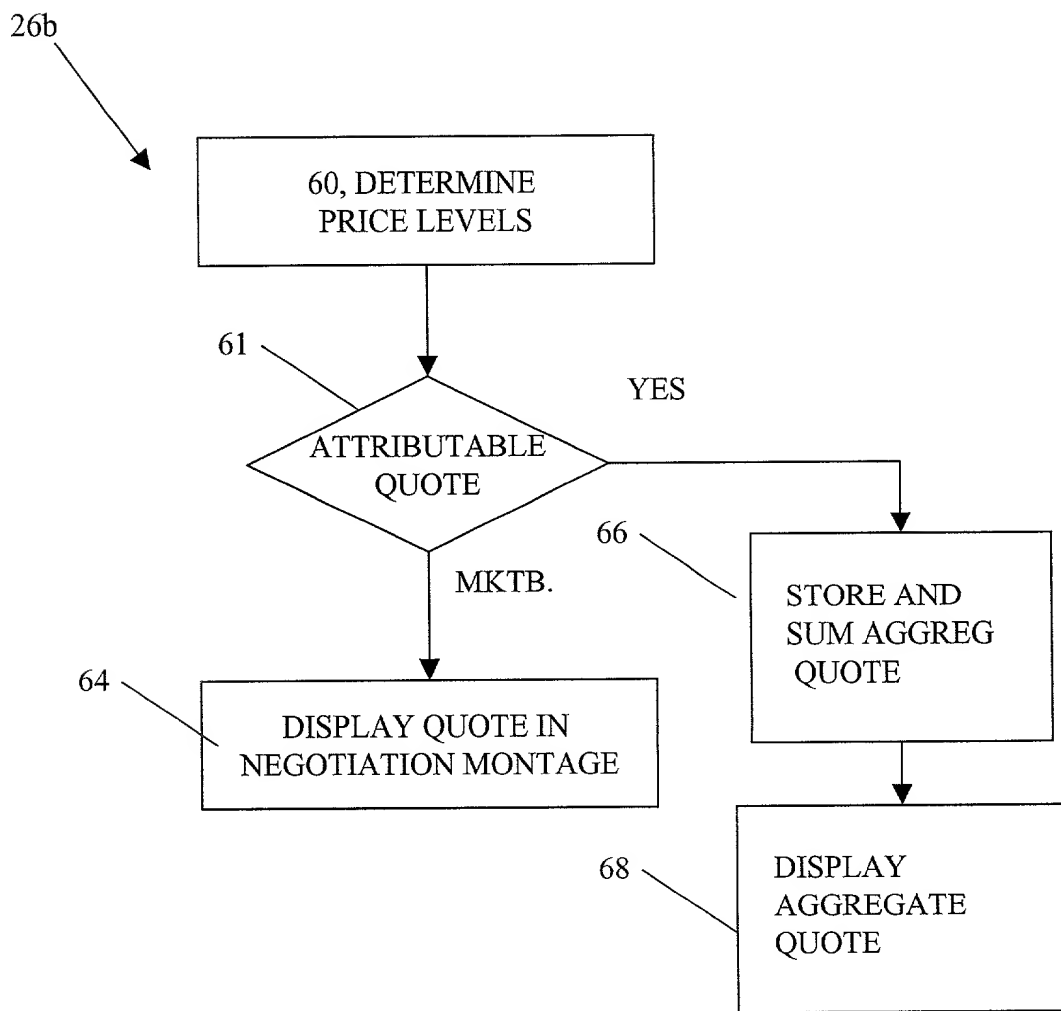 26b
60, DETERMINE
PRICE LEVELS
61
YES
ATTRIBUTABLE
QUOTE
66
MKTB.
STORE AND
SUM AGGREG
QUOTE
64
DISPLAY QUOTE IN
NEGOTIATION MONTAGE
68
DISPLAY
AGGREGATE
QUOTE